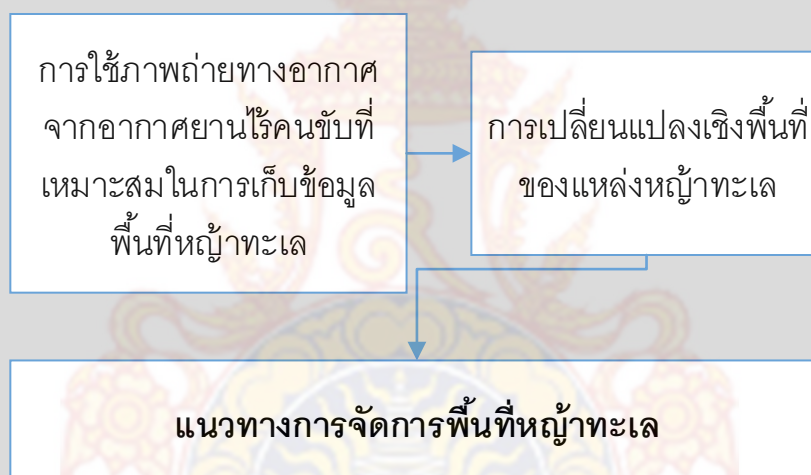 การใช้ภาพถ่ายทางอากาศ
จากอากาศยานไร้คนขับที่
เหมาะสมในการเก็บข้อมูล
พื้นที่หญ้าทะเล
การเปลี่ยนแปลงเชิงพื้นที่
ของแหล่งหญ้าทะเล
แนวทางการจัดการพื้นที่หญ้าทะเล